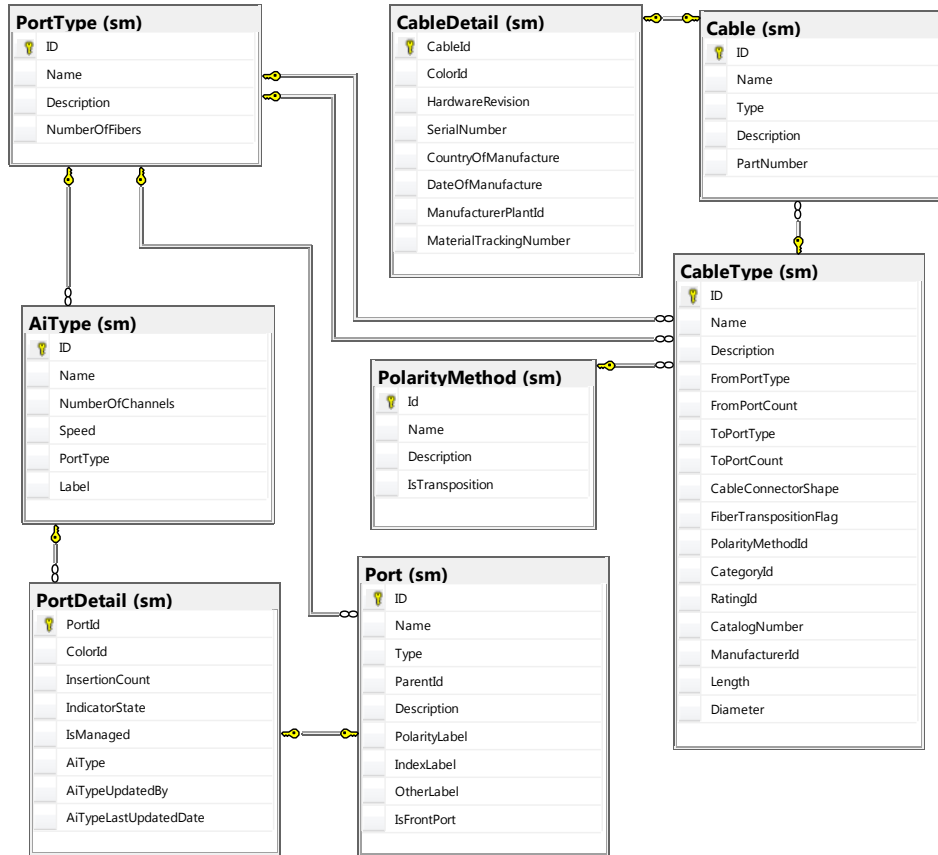 PortType (sm)
ID
Name
Description
NumberOfFibers
CableDetail (sm)
CableId
ColorId
HardwareRevision
SerialNumber
CountryOfManufacture
DateOfManufacture
ManufacturerPlantId
MaterialTrackingNumber
Cable (sm)
ID
Name
Type
Description
PartNumber
AiType (sm)
ID
Name
NumberOfChannels
Speed
PortType
Label
PolarityMethod (sm)
Id
Name
Description
IsTransposition
CableType (sm)
ID
Name
Description
FromPortType
FromPortCount
ToPortType
ToPortCount
CableConnectorShape
FiberTranspositionFlag
PolarityMethodId
CategoryId
RatingId
CatalogNumber
ManufacturerId
Length
Diameter
PortDetail (sm)
PortId
ColorId
InsertionCount
IndicatorState
IsManaged
AiType
AiTypeUpdatedBy
AiTypeLastUpdatedDate
Port (sm)
ID
Name
Type
ParentId
Description
PolarityLabel
IndexLabel
OtherLabel
IsFrontPort